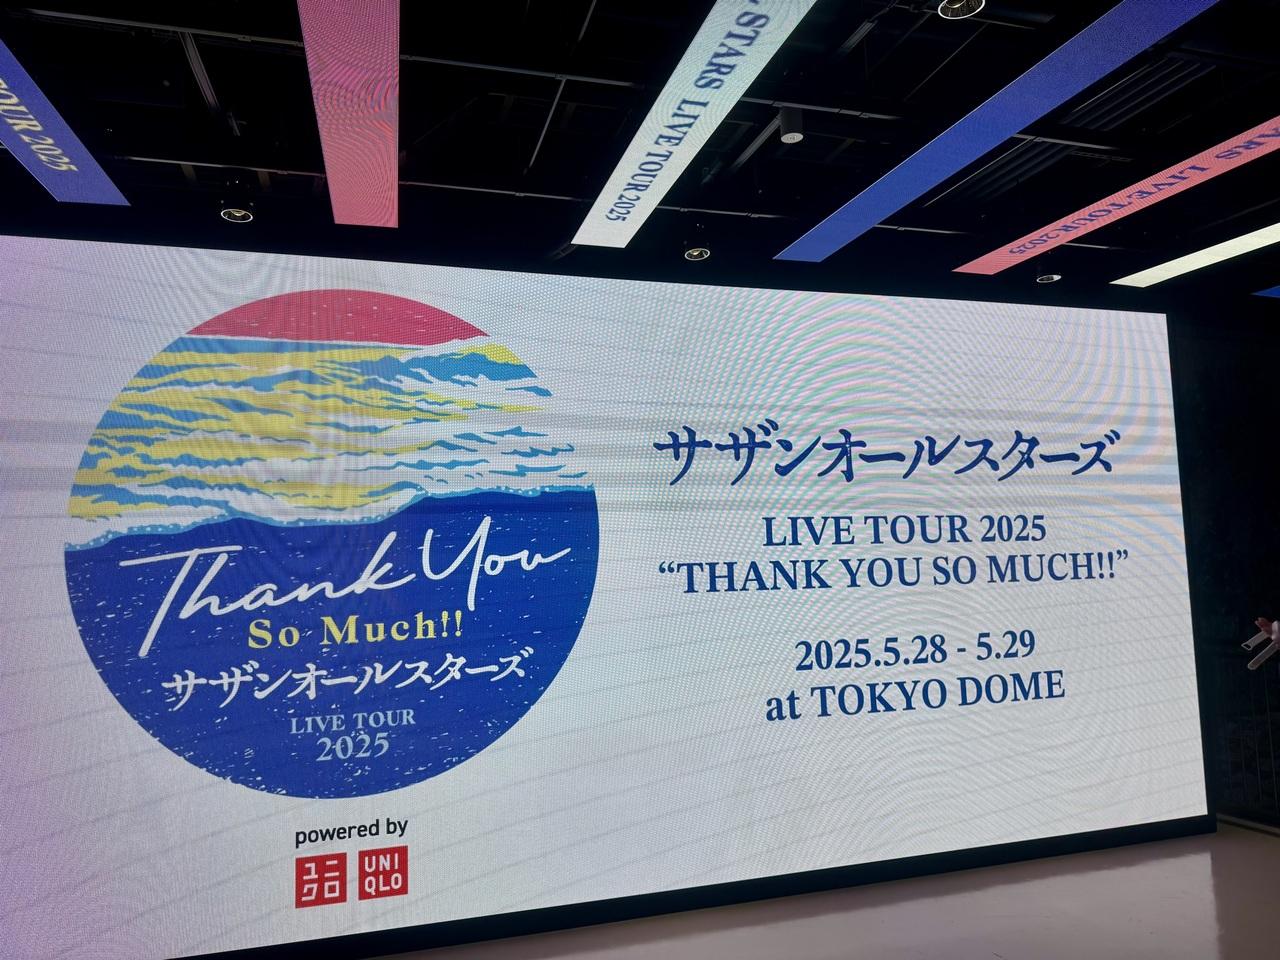 TOUR 2025
STARS LIVE TOUR 2025
ARS LIVE TOUR 2025
Thank You
So Much!!
サザンオールスターズ
LIVE TOUR
2025
powered by
ユニ
クロ
UNI
QLO
サザンオールスターズ
LIVE TOUR 2025
“THANK YOU SO MUCH!!”
2025.5.28 - 5.29
at TOKYO DOME